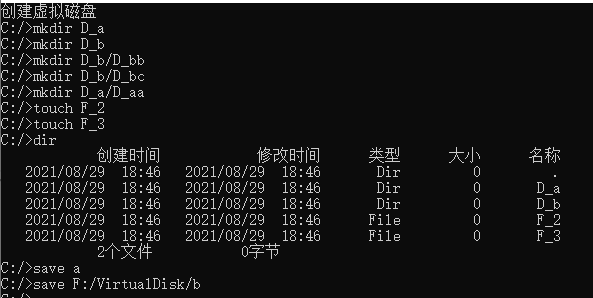 创建虚拟磁盘
C:/>mkdir D_a
C:/>mkdir D_b
C:/>mkdir D_b/D_bb
C:/>mkdir D_b/D_bc
C:/>mkdir D_a/D_aa
C:/>touch F_2
C:/>touch F_3
C:/>dir
创建时间 修改时间 类型 大小 名称
2021/08/29 18:46 2021/08/29 18:46 Dir 0 .
2021/08/29 18:46 2021/08/29 18:46 Dir 0 D_a
2021/08/29 18:46 2021/08/29 18:46 Dir 0 D_b
2021/08/29 18:46 2021/08/29 18:46 File 0 F_2
2021/08/29 18:46 2021/08/29 18:46 File 0 F_3
2个文件 0字节
C:/>save a
C:/>save F:/VirtualDisk/b
C:/>